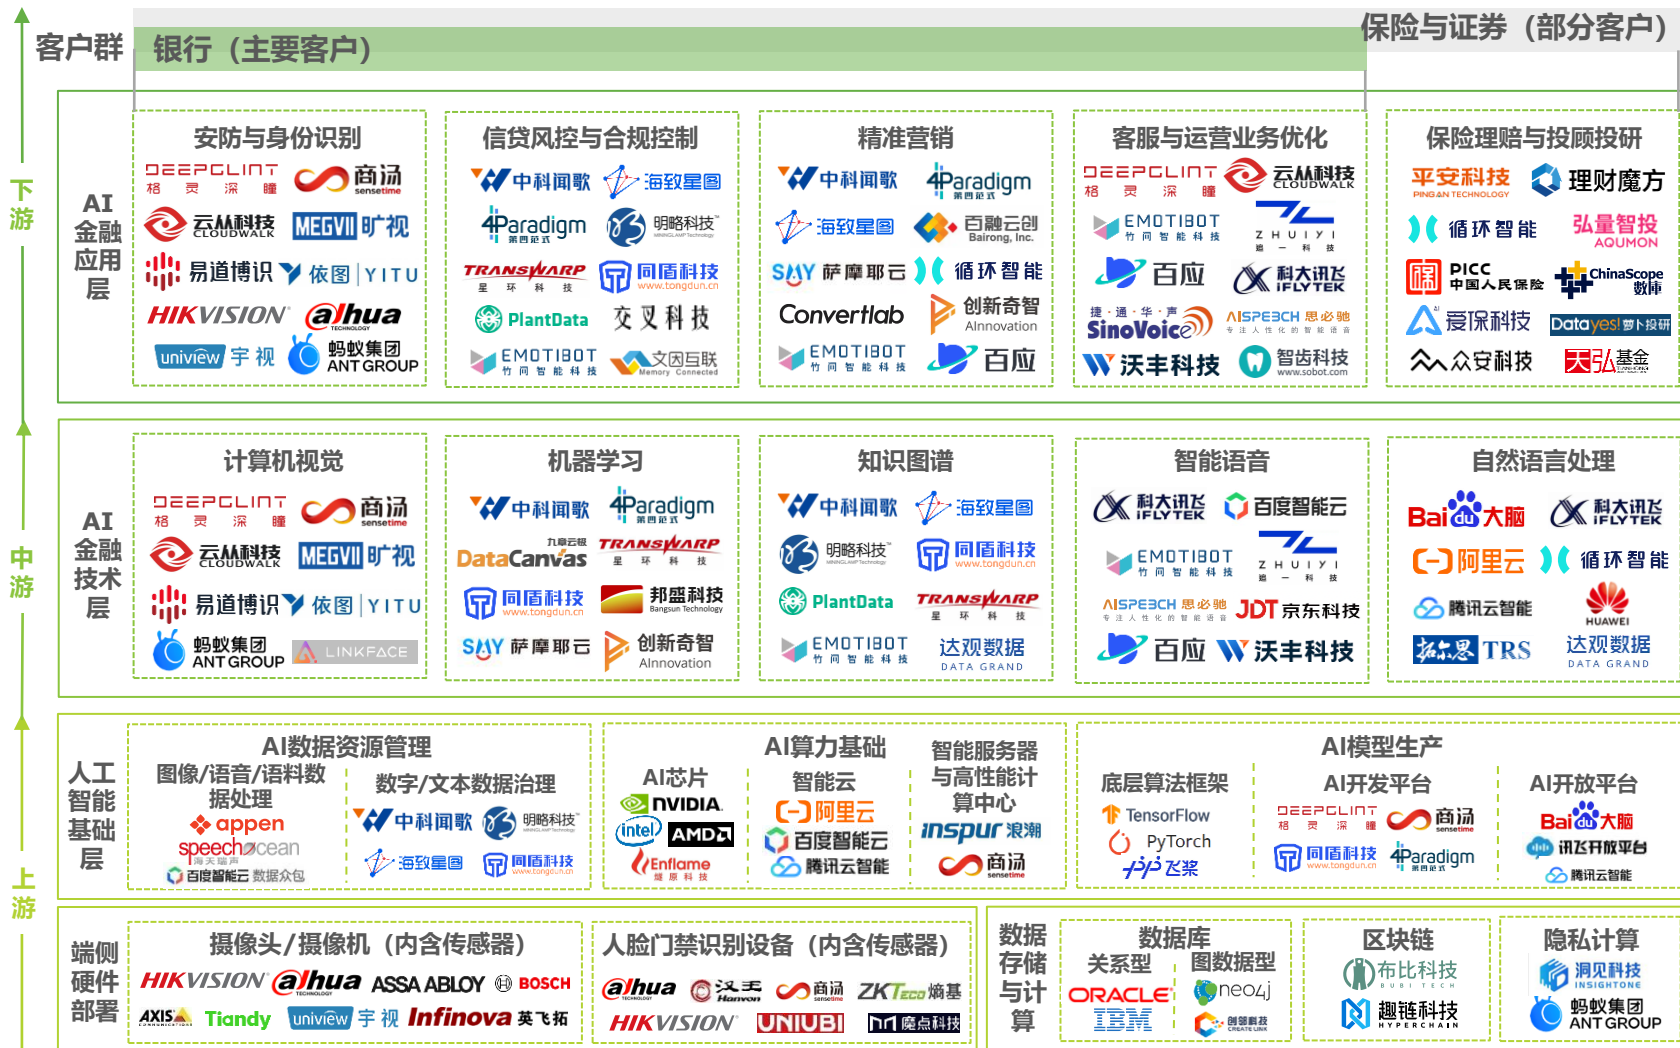 客户群
银行（主要客户）
保险与证券（部分客户）
下游
AI金融应用层
安防与身份识别
DEEPGLINT
格灵深瞳
商汤
sensetime
云从科技
CLOUDWALK
MEGVII 旷视
易道博识
依图 | YITU
HIKVISION
alhua
TECHNOLOGY
uniview 宇视
蚂蚁集团
ANT GROUP
信贷风控与合规控制
中科闻歌
海致星图
4Paradigm
第四范式
明略科技
MININGLAMP Technology
TRANSWARP
星环科技
同盾科技
www.tongdun.cn
PlantData
交叉科技
EMOTIBOT
竹间智能科技
文因互联
Memory Connected
精准营销
中科闻歌
4Paradigm
第四范式
海致星图
百融云创
Bairong, Inc.
SMY 萨摩耶云
循环智能
Convertlab
创新奇智
AInnovation
EMOTIBOT
竹间智能科技
百应
客服与运营业务优化
DEEPGLINT
格灵深瞳
云从科技
CLOUDWALK
EMOTIBOT
竹间智能科技
ZHUIYI
追一科技
百应
科大讯飞
iFLYTEK
捷·通·华·声
SinoVoice
AISPEECH 思必驰
专注人性化的智能语音
沃丰科技
智齿科技
www.sobot.com
保险理赔与投顾投研
平安科技
PINGAN TECHNOLOGY
理财魔方
循环智能
弘量智投
AQUMON
PICC
中国人民保险
ChinaScope
数庫
爱保科技
Datayes! 萝卜投研
众安科技
天弘基金
中游
AI金融技术层
计算机视觉
DEEPGLINT
格灵深瞳
商汤
sensetime
云从科技
CLOUDWALK
MEGVII 旷视
易道博识
依图 | YITU
蚂蚁集团
ANT GROUP
LINKFACE
机器学习
中科闻歌
4Paradigm
第四范式
九章云极
DataCanvas
TRANSWARP
星环科技
同盾科技
www.tongdun.cn
邦盛科技
Bangsun Technology
SMY 萨摩耶云
创新奇智
AInnovation
知识图谱
中科闻歌
海致星图
明略科技
MININGLAMP Technology
同盾科技
www.tongdun.cn
PlantData
TRANSWARP
星环科技
EMOTIBOT
竹间智能科技
达观数据
DATA GRAND
智能语音
科大讯飞
iFLYTEK
百度智能云
EMOTIBOT
竹间智能科技
ZHUIYI
追一科技
AISPEECH 思必驰
专注人性化的智能语音
JDT 京东科技
百应
沃丰科技
自然语言处理
Bai du 大脑
科大讯飞
iFLYTEK
阿里云
循环智能
腾讯云智能
HUAWEI
拓尔思 TRS
达观数据
DATA GRAND
上游
人工智能基础层
AI数据资源管理
图像/语音/语料数据处理
appen
speechocean
海天瑞声
百度智能云 数据众包
数字/文本数据治理
中科闻歌
明略科技
MININGLAMP Technology
海致星图
同盾科技
www.tongdun.cn
AI算力基础
AI芯片
NVIDIA.
intel
AMD
Enflame
燧原科技
智能云
阿里云
百度智能云
腾讯云智能
智能服务器与高性能计算中心
inspur 浪潮
商汤
sensetime
AI模型生产
底层算法框架
TensorFlow
PyTorch
飞桨
AI开发平台
DEEPGLINT
格灵深瞳
商汤
sensetime
同盾科技
www.tongdun.cn
4Paradigm
第四范式
AI开放平台
Bai du 大脑
讯飞开放平台
腾讯云智能
端侧硬件部署
摄像头/摄像机（内含传感器）
HIKVISION
alhua
TECHNOLOGY
ASSA ABLOY
BOSCH
AXIS
COMMUNICATIONS
Tiandy
uniview 宇视
Infinova 英飞拓
人脸门禁识别设备（内含传感器）
alhua
TECHNOLOGY
汉王
Hanvon
商汤
sensetime
ZKTeco 熵基
HIKVISION
UNIUBI
魔点科技
数据存储与计算
数据库
关系型
ORACLE
IBM
图数据型
neo4j
创邻科技
CREATE LINK
区块链
布比科技
BUBI TECH
趣链科技
HYPERCHAIN
隐私计算
洞见科技
INSIGHTONE
蚂蚁集团
ANT GROUP